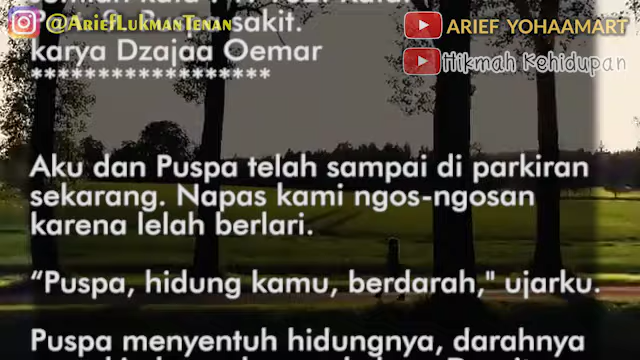 @AriefLukmanTenan
ARIEF YOHAAMART
Hikmah Kehidupan
sakit.
karya Dzajaa Oemar
******************
Aku dan Puspa telah sampai di parkiran
sekarang. Napas kami ngos-ngosan
karena lelah berlari.
“Puspa, hidung kamu, berdarah," ujarku.
Puspa menyentuh hidungnya, darahnya